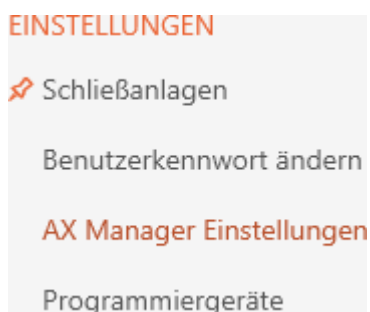 EINSTELLUNGEN
Schließanlagen
Benutzerkennwort ändern
AX Manager Einstellungen
Programmiergeräte